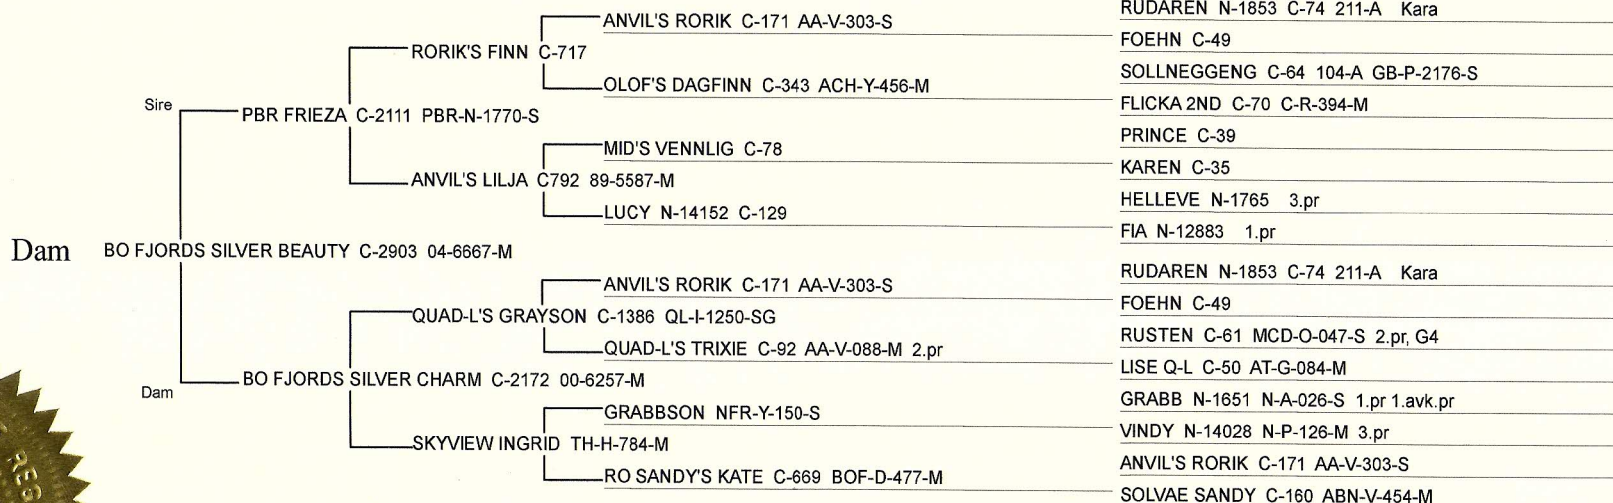 RUDAREN N-1853 C-74 211-A Kara
ANVIL'S RORIK C-171 AA-V-303-S
FOEHN C-49
RORIK'S FINN C-717
SOLLNEGGENG C-64 104-A GB-P-2176-S
OLOF'S DAGFINN C-343 ACH-Y-456-M
FLICKA 2ND C-70 C-R-394-M
Sire
PBR FRIEZA C-2111 PBR-N-1770-S
PRINCE C-39
MID'S VENNLIG C-78
KAREN C-35
ANVIL'S LILJA C792 89-5587-M
HELLEVE N-1765 3.pr
LUCY N-14152 C-129
FIA N-12883 1.pr
Dam
BO FJORDS SILVER BEAUTY C-2903 04-6667-M
RUDAREN N-1853 C-74 211-A Kara
ANVIL'S RORIK C-171 AA-V-303-S
FOEHN C-49
QUAD-L'S GRAYSON C-1386 QL-I-1250-SG
RUSTEN C-61 MCD-O-047-S 2.pr, G4
QUAD-L'S TRIXIE C-92 AA-V-088-M 2.pr
LISE Q-L C-50 AT-G-084-M
BO FJORDS SILVER CHARM C-2172 00-6257-M
Dam
GRABB N-1651 N-A-026-S 1.pr 1.avk.pr
GRABBSON NFR-Y-150-S
VINDY N-14028 N-P-126-M 3.pr
SKYVIEW INGRID TH-H-784-M
ANVIL'S RORIK C-171 AA-V-303-S
RO SANDY'S KATE C-669 BOF-D-477-M
SOLVAE SANDY C-160 ABN-V-454-M
REG